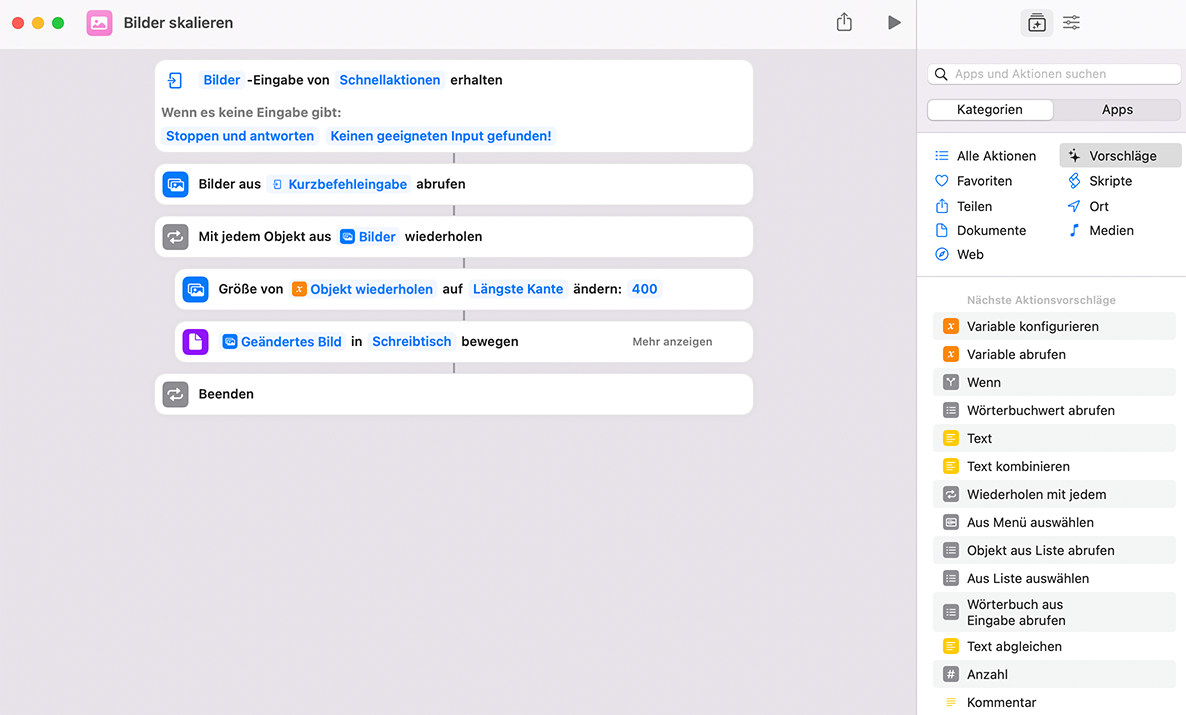 Bilder skalieren
Bilder -Eingabe von Schnellaktionen erhalten
Wenn es keine Eingabe gibt:
Stoppen und antworten Keinen geeigneten Input gefunden!
Bilder aus Kurzbefehleingabe abrufen
Mit jedem Objekt aus Bilder wiederholen
Größe von x Objekt wiederholen auf Längste Kante ändern: 400
Geändertes Bild in Schreibtisch bewegen Mehr anzeigen
Beenden
Apps und Aktionen suchen
Kategorien Apps
Alle Aktionen Vorschläge
Favoriten Skripte
Teilen Ort
Dokumente Medien
Web
Nächste Aktionsvorschläge
x Variable konfigurieren
x Variable abrufen
Wenn
Wörterbuchwert abrufen
Text
Text kombinieren
Wiederholen mit jedem
Aus Menü auswählen
Objekt aus Liste abrufen
Aus Liste auswählen
Wörterbuch aus
Eingabe abrufen
Text abgleichen
# Anzahl
Kommentar